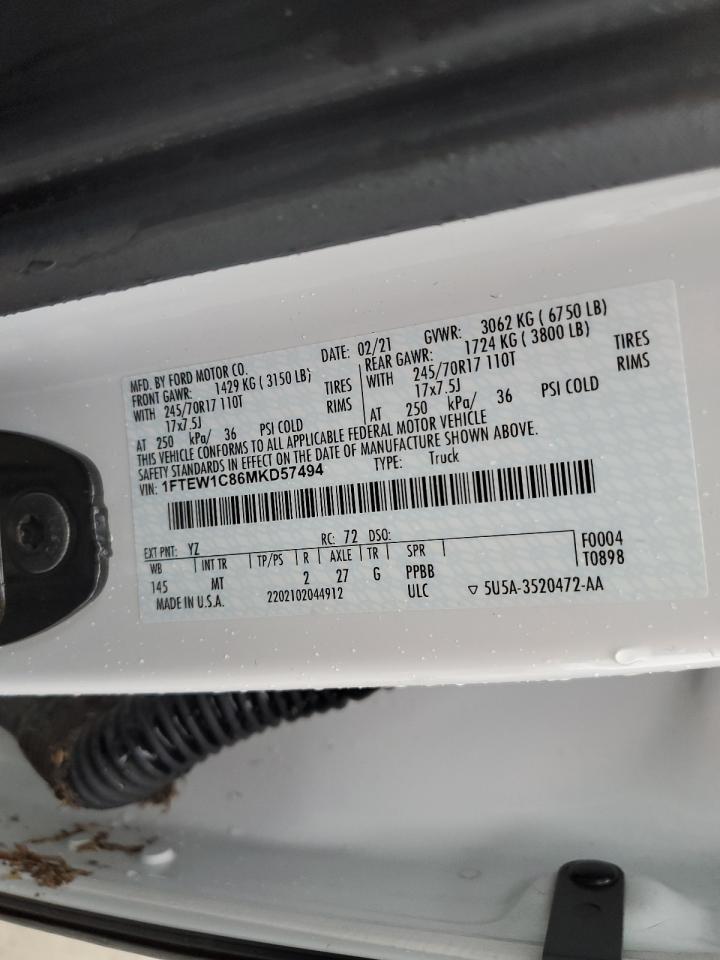 MFD. BY FORD MOTOR CO. DATE: 02/21 GVWR: 3062 KG ( 6750 LB)
FRONT GAWR: 1429 KG ( 3150 LB) REAR GAWR: 1724 KG ( 3800 LB)
WITH 245/70R17 110T TIRES WITH 245/70R17 110T TIRES
17x7.5J RIMS 17x7.5J RIMS
AT 250 kPa/ 36 PSI COLD AT 250 kPa/ 36 PSI COLD
THIS VEHICLE CONFORMS TO ALL APPLICABLE FEDERAL MOTOR VEHICLE
SAFETY STANDARDS IN EFFECT ON THE DATE OF MANUFACTURE SHOWN ABOVE.
VIN: 1FTEW1C86MKD57494 TYPE: Truck
EXT PNT: YZ RC: 72 DSO: F0004
WB INT TR TP/PS R AXLE TR SPR T0898
145 MT 2 27 G PPBB
MADE IN U.S.A. 2202102044912 ULC ▽ 5U5A-3520472-AA